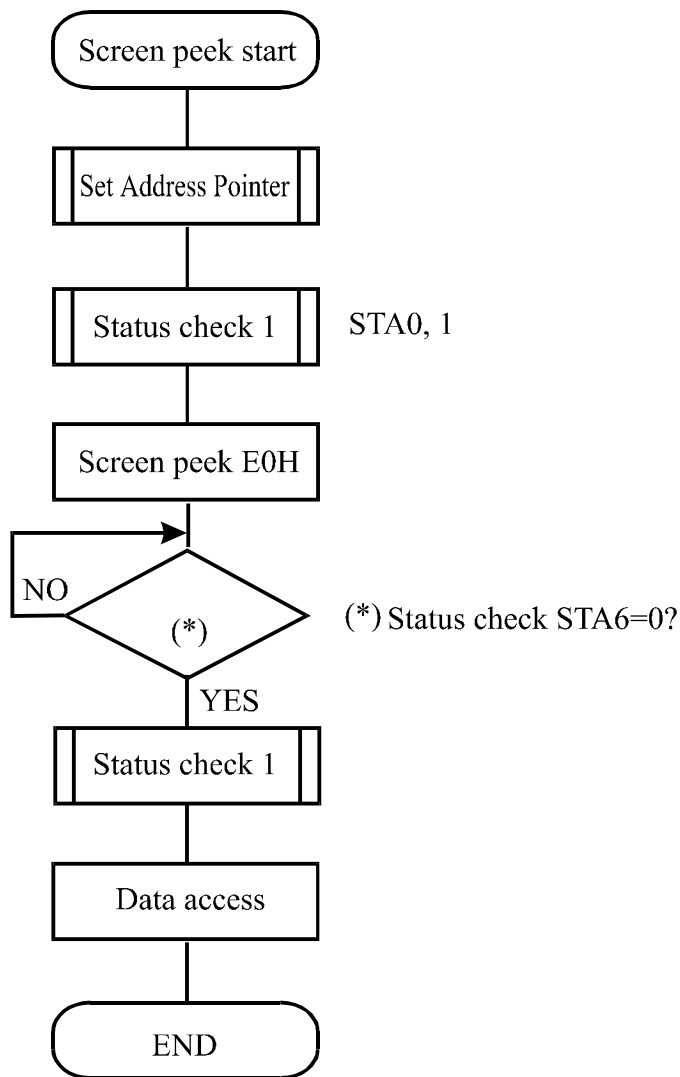 Screen peek start
Set Address Pointer
Status check 1
STA0, 1
Screen peek E0H
NO
(*)
(*) Status check STA6=0?
YES
Status check 1
Data access
END